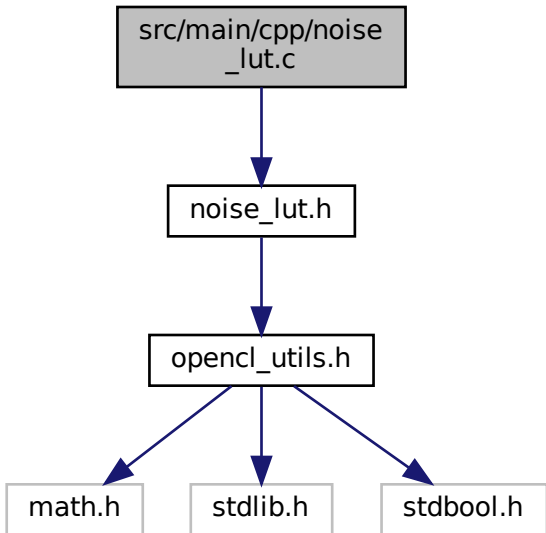 src/main/cpp/noise
_lut.c
noise_lut.h
opencl_utils.h
math.h
stdlib.h
stdbool.h